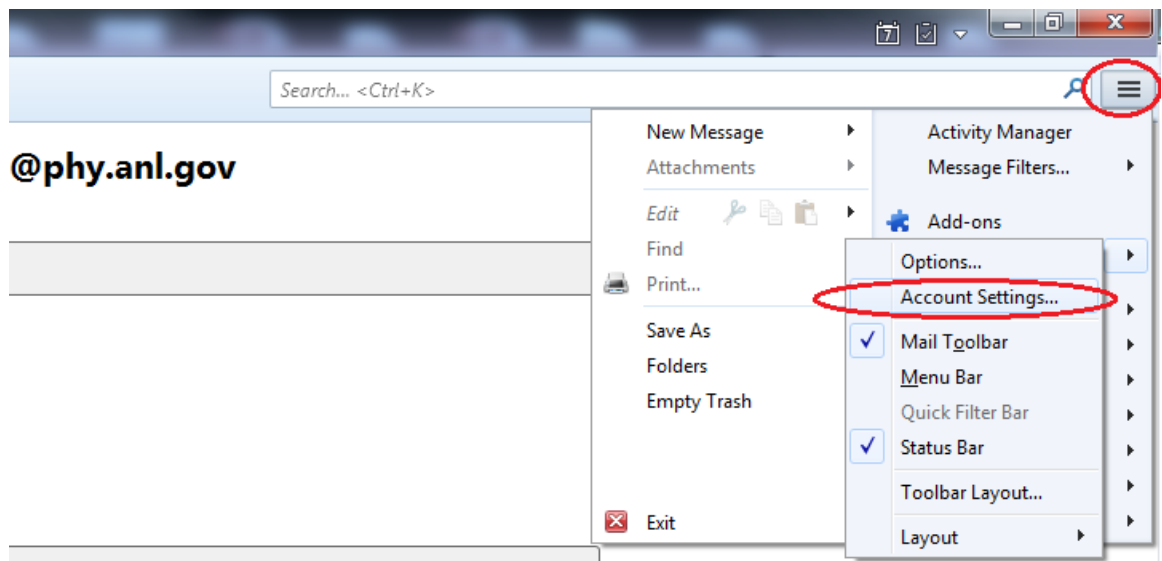 7
Search... <Ctrl+K>
@phy.anl.gov
New Message
Attachments
Edit
Find
Print...
Save As
Folders
Empty Trash
Exit
Activity Manager
Message Filters...
Add-ons
Options...
Account Settings...
Mail Toolbar
Menu Bar
Quick Filter Bar
Status Bar
Toolbar Layout...
Layout